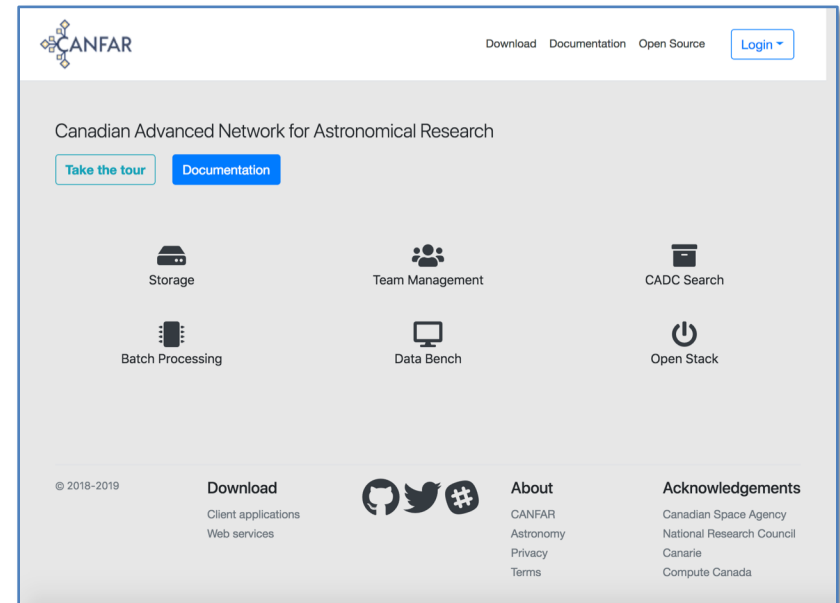 CANFAR
Download Documentation Open Source Login
Canadian Advanced Network for Astronomical Research
Take the tour Documentation
Storage Team Management CADC Search
Batch Processing Data Bench Open Stack
© 2018-2019
Download
Client applications
Web services
About
CANFAR
Astronomy
Privacy
Terms
Acknowledgements
Canadian Space Agency
National Research Council
Canarie
Compute Canada